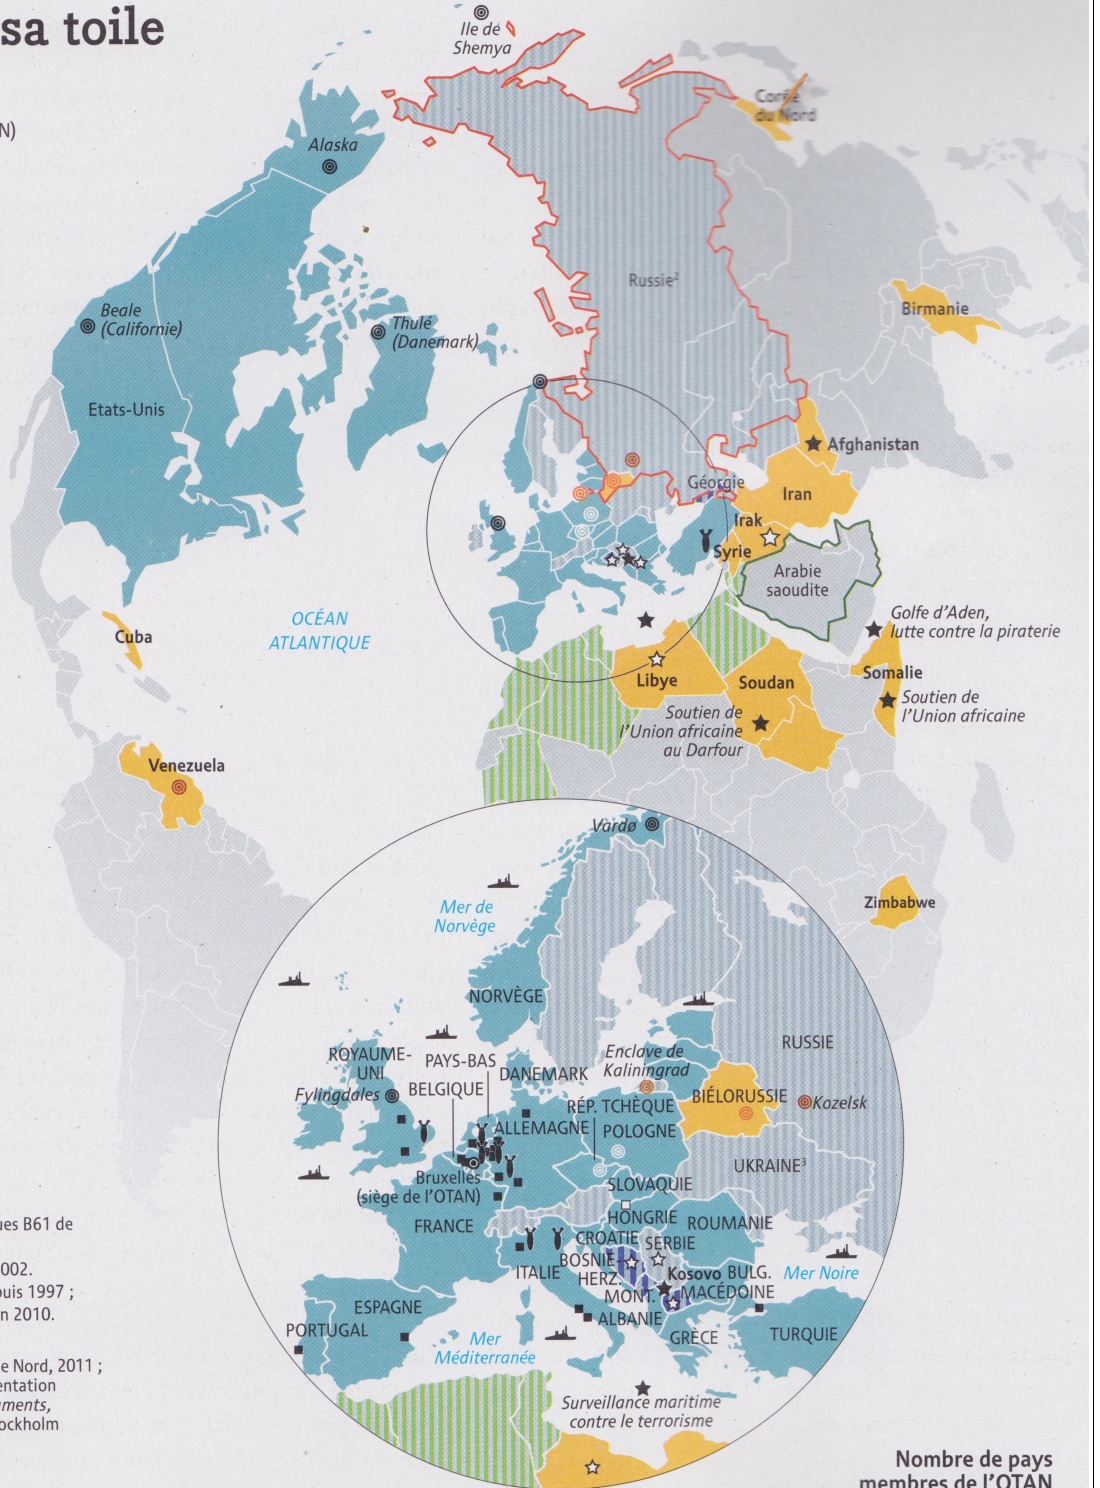 sa toile
N)
Ile de
Shemya
Corée
du Nord
Alaska
Russie²
Birmanie
Beale
(Californie)
Thulé
(Danemark)
Etats-Unis
Afghanistan
Géorgie
Iran
Irak
Syrie
Arabie
saoudite
OCÉAN
ATLANTIQUE
Cuba
Golfe d'Aden,
lutte contre la piraterie
Libye
Soudan
Somalie
Soutien de
l'Union africaine
Soutien de
l'Union africaine
au Darfour
Venezuela
Vardø
Zimbabwe
Mer de
Norvège
NORVÈGE
RUSSIE
ROYAUME-
UNI
PAYS-BAS
DANEMARK
Enclave de
Kaliningrad
Fylingdales
BELGIQUE
RÉP. TCHÈQUE
BIÉLORUSSIE
Kozelsk
ALLEMAGNE
POLOGNE
UKRAINE³
Bruxelles
(siège de l'OTAN)
SLOVAQUIE
FRANCE
HONGRIE
ROUMANIE
CROATIE
SERBIE
BOSNIE-
HERZ.
ITALIE
Kosovo
BULG.
Mer Noire
MONT.
MACÉDOINE
ESPAGNE
ALBANIE
PORTUGAL
GRÈCE
TURQUIE
Mer
Méditerranée
Surveillance maritime
contre le terrorisme
ues B61 de
002.
puis 1997 ;
n 2010.
e Nord, 2011 ;
entation
aments,
ockholm
Nombre de pays
membres de l'OTAN